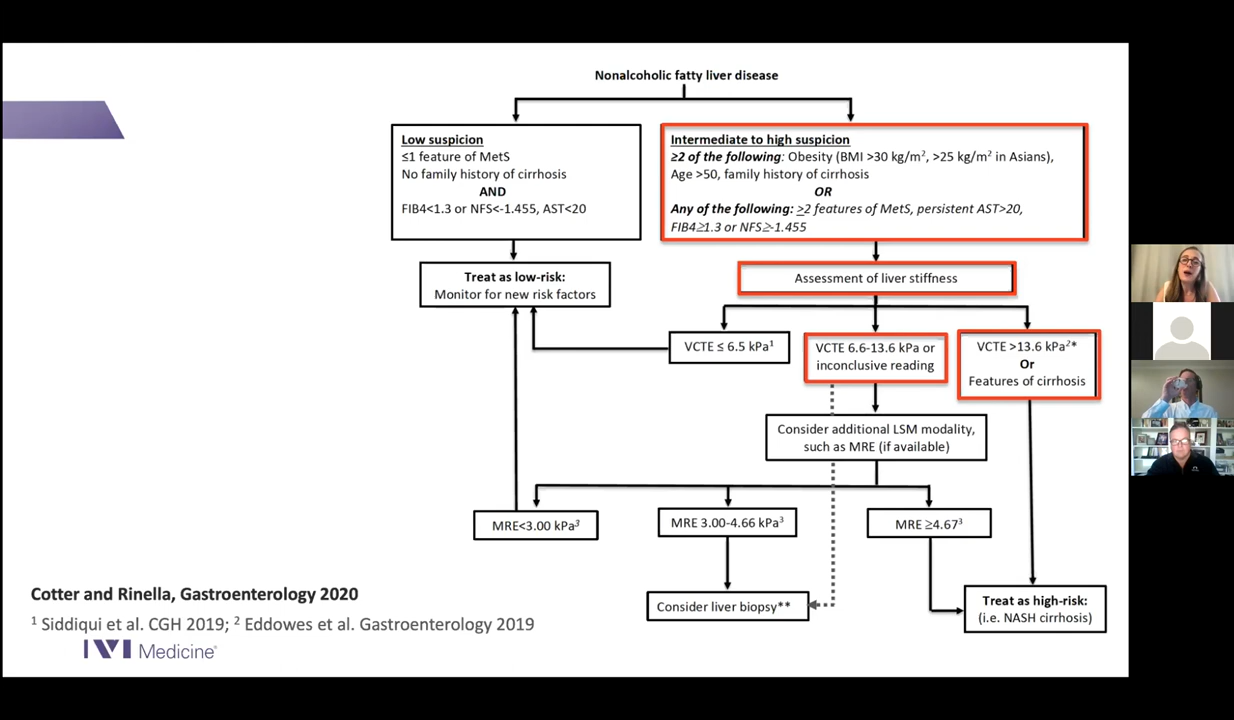 Nonalcoholic fatty liver disease
Low suspicion
≤1 feature of MetS
No family history of cirrhosis
AND
FIB4<1.3 or NFS<-1.455, AST<20
Intermediate to high suspicion
≥2 of the following: Obesity (BMI >30 kg/m², >25 kg/m² in Asians),
Age >50, family history of cirrhosis
OR
Any of the following: ≥2 features of MetS, persistent AST>20,
FIB4≥1.3 or NFS≥-1.455
Treat as low-risk:
Monitor for new risk factors
Assessment of liver stiffness
VCTE ≤ 6.5 kPa¹
VCTE 6.6-13.6 kPa or
inconclusive reading
VCTE >13.6 kPa²*
Or
Features of cirrhosis
Consider additional LSM modality,
such as MRE (if available)
MRE<3.00 kPa³
MRE 3.00-4.66 kPa³
MRE ≥4.67³
Consider liver biopsy**
Treat as high-risk:
(i.e. NASH cirrhosis)
Cotter and Rinella, Gastroenterology 2020
¹ Siddiqui et al. CGH 2019; ² Eddowes et al. Gastroenterology 2019
Medicine